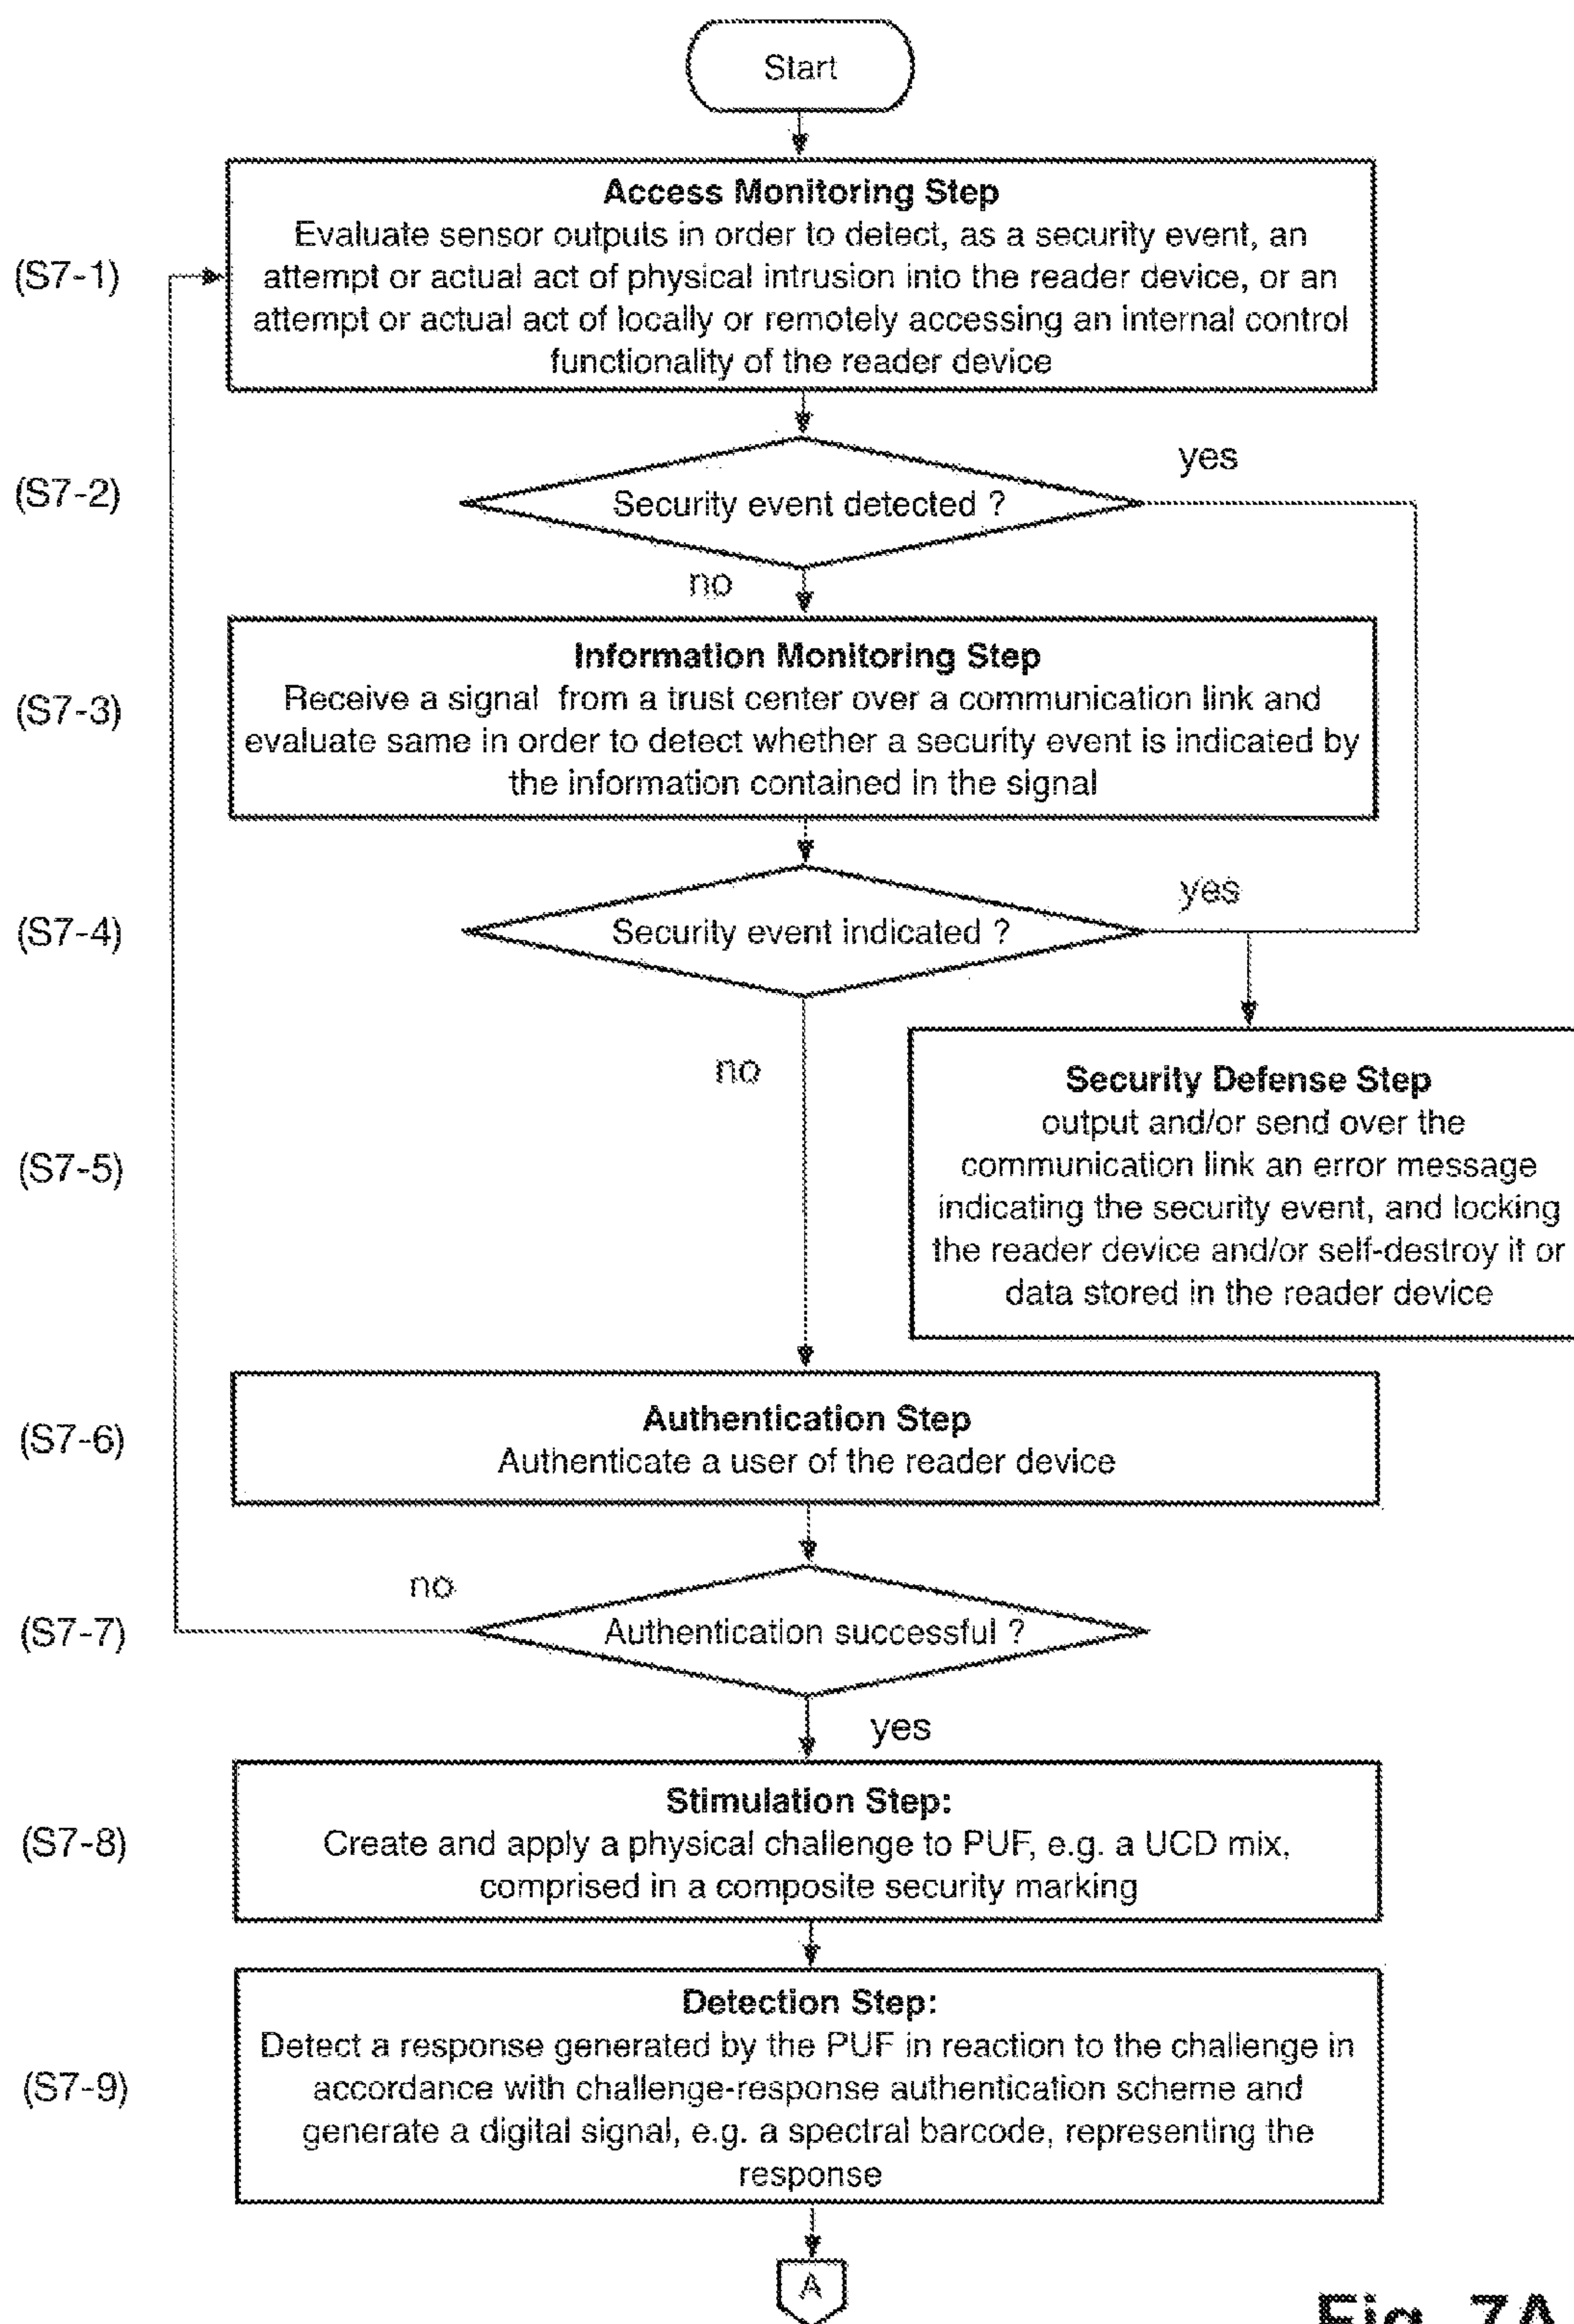 Start
Access Monitoring Step
Evaluate sensor outputs in order to detect, as a security event, an
attempt or actual act of physical intrusion into the reader device, or an
attempt or actual act of locally or remotely accessing an internal control
functionality of the reader device
(S7-1)
(S7-2)
Security event detected ?
yes
no
Information Monitoring Step
Receive a signal from a trust center over a communication link and
evaluate same in order to detect whether a security event is indicated by
the information contained in the signal
(S7-3)
(S7-4)
Security event indicated ?
yes
no
Security Defense Step
output and/or send over the
communication link an error message
indicating the security event, and locking
the reader device and/or self-destroy it or
data stored in the reader device
(S7-5)
(S7-6)
Authentication Step
Authenticate a user of the reader device
no
(S7-7)
Authentication successful ?
yes
(S7-8)
Stimulation Step:
Create and apply a physical challenge to PUF, e.g. a UCD mix,
comprised in a composite security marking
(S7-9)
Detection Step:
Detect a response generated by the PUF in reaction to the challenge in
accordance with challenge-response authentication scheme and
generate a digital signal, e.g. a spectral barcode, representing the
response
A
Fig. 7A